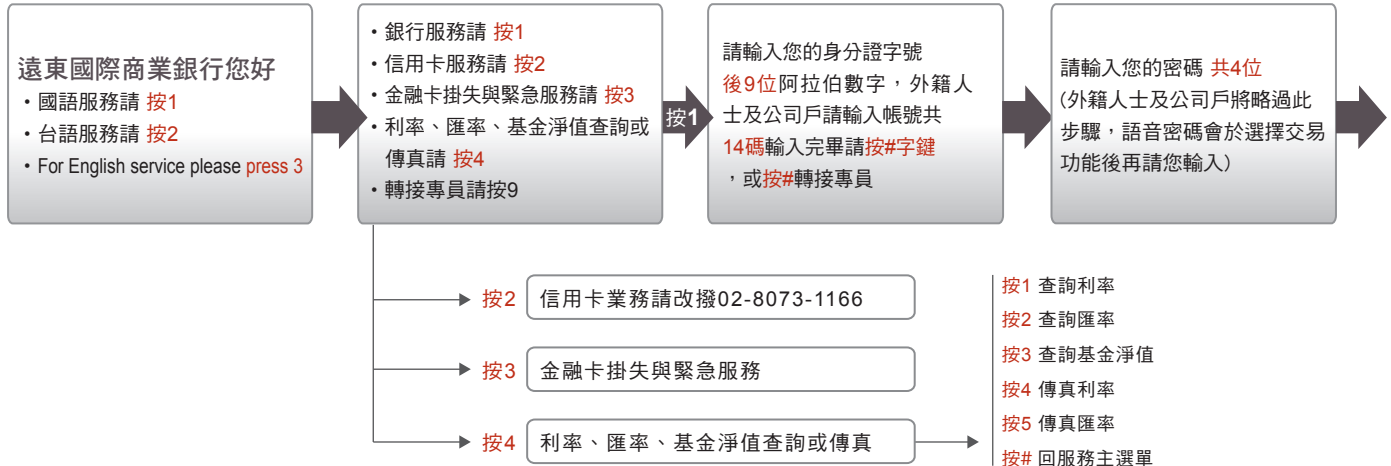 遠東國際商業銀行您好
・國語服務請 按1
・台語服務請 按2
・For English service please press 3
・銀行服務請 按1
・信用卡服務請 按2
・金融卡掛失與緊急服務請 按3
・利率、匯率、基金淨值查詢或
傳真請 按4
・轉接專員請按9
按1
請輸入您的身分證字號
後9位阿拉伯數字，外籍人
士及公司戶請輸入帳號共
14碼輸入完畢請按#字鍵
，或按#轉接專員
請輸入您的密碼 共4位
(外籍人士及公司戶將略過此
步驟，語音密碼會於選擇交易
功能後再請您輸入)
按2 信用卡業務請改撥02-8073-1166
按3 金融卡掛失與緊急服務
按4 利率、匯率、基金淨值查詢或傳真
按1 查詢利率
按2 查詢匯率
按3 查詢基金淨值
按4 傳真利率
按5 傳真匯率
按# 回服務主選單